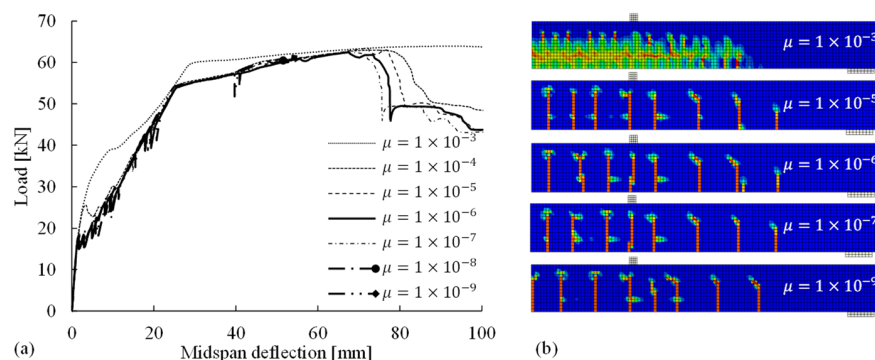 70
60
50
40
30
20
10
0
Load [kN]
0 20 40 60 80 100
Midspan deflection [mm]
μ = 1 × 10⁻³
μ = 1 × 10⁻⁴
μ = 1 × 10⁻⁵
μ = 1 × 10⁻⁶
μ = 1 × 10⁻⁷
μ = 1 × 10⁻⁸
μ = 1 × 10⁻⁹
(a)
μ = 1 × 10⁻³
μ = 1 × 10⁻⁵
μ = 1 × 10⁻⁶
μ = 1 × 10⁻⁷
μ = 1 × 10⁻⁹
(b)